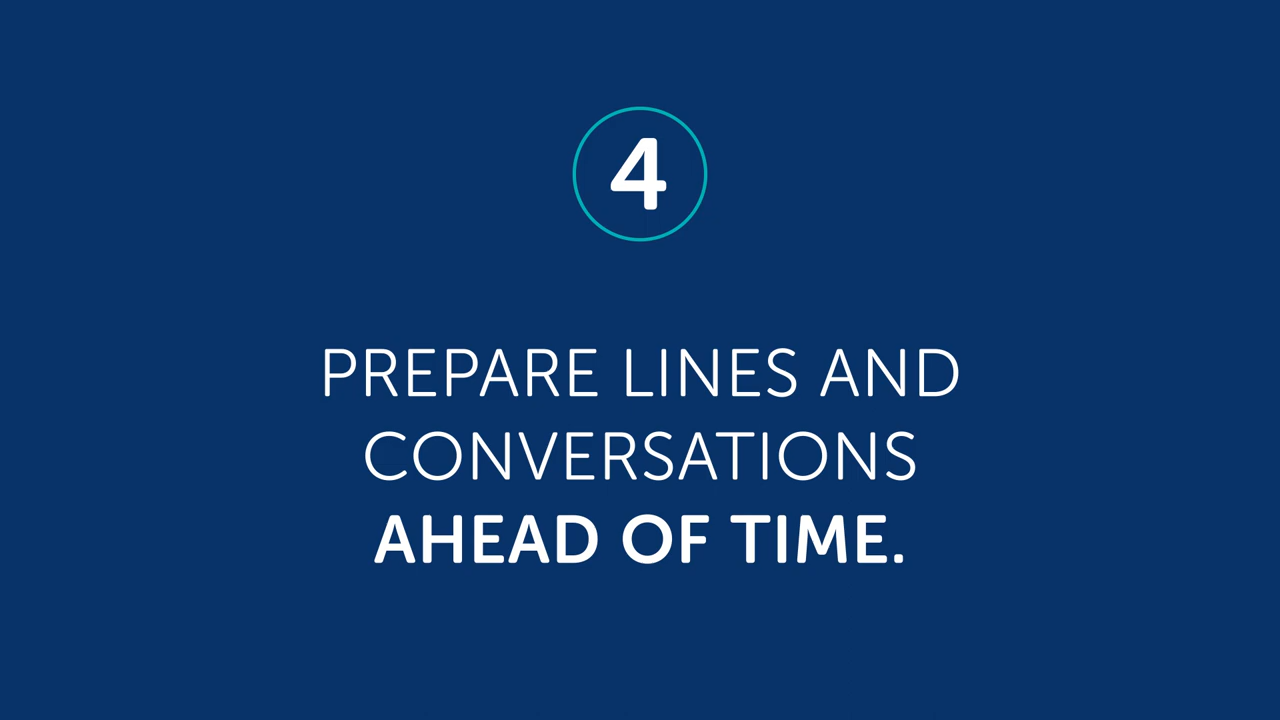 4
PREPARE LINES AND
CONVERSATIONS
AHEAD OF TIME.